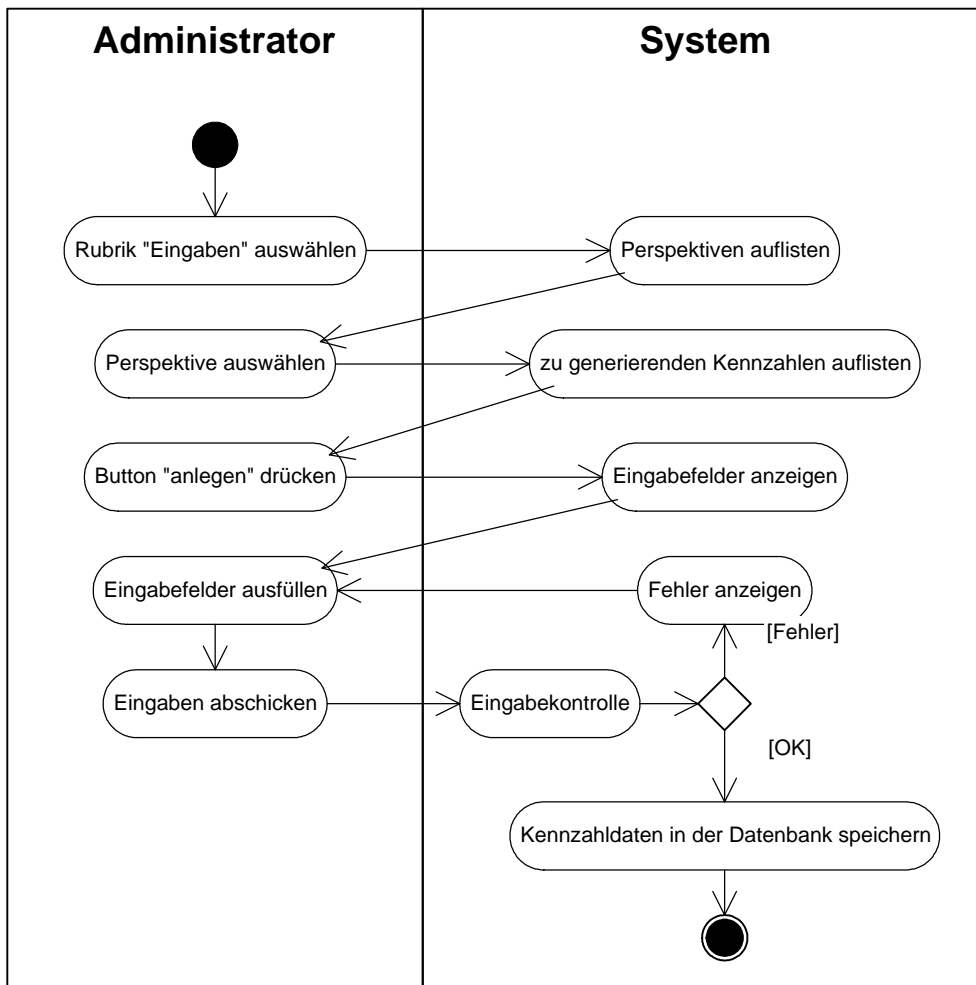 Administrator
System
Rubrik "Eingaben" auswählen
Perspektiven auflisten
Perspektive auswählen
zu generierenden Kennzahlen auflisten
Button "anlegen" drücken
Eingabefelder anzeigen
Eingabefelder ausfüllen
Fehler anzeigen
[Fehler]
Eingaben abschicken
Eingabekontrolle
[OK]
Kennzahldaten in der Datenbank speichern